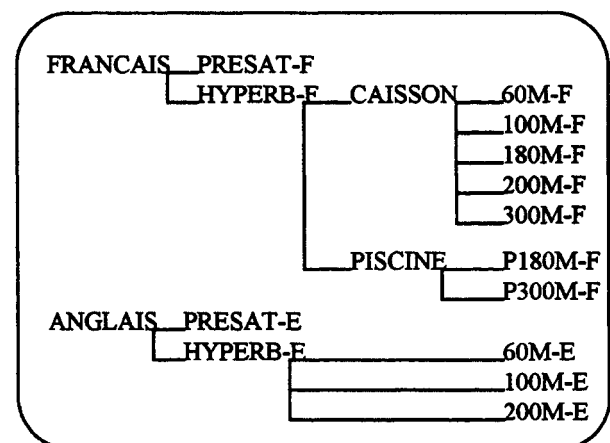 FRANCAIS PRESAT-F
HYPERB-F CAISSON 60M-F
100M-F
180M-F
200M-F
300M-F
PISCINE P180M-F
P300M-F
ANGLAIS PRESAT-E
HYPERB-E 60M-E
100M-E
200M-E